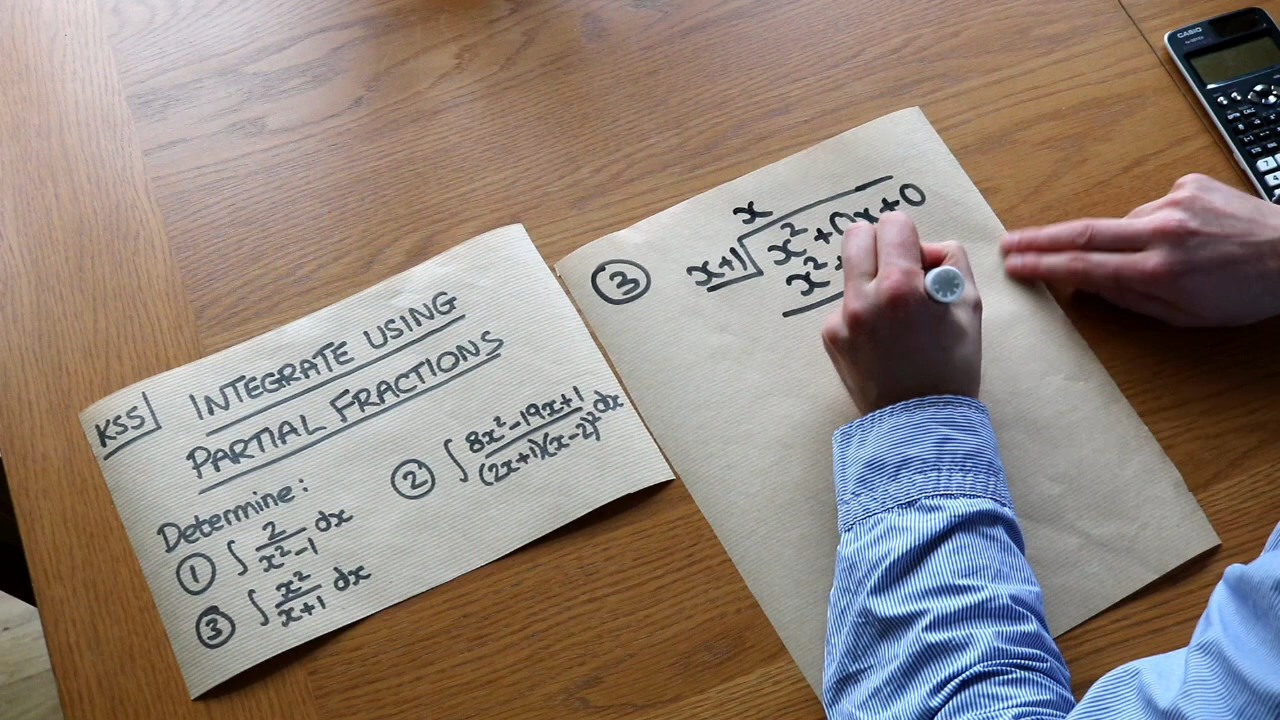 KSS INTEGRATE USING
PARTIAL FRACTIONS
Determine:
① ∫ 2/(x²-1) dx
② ∫ (8x²-19x+1)/((2x+1)(x-2)²) dx
③ ∫ x²/(x+1) dx
③
x
x+1 x²+0x+0
x²+
CASIO